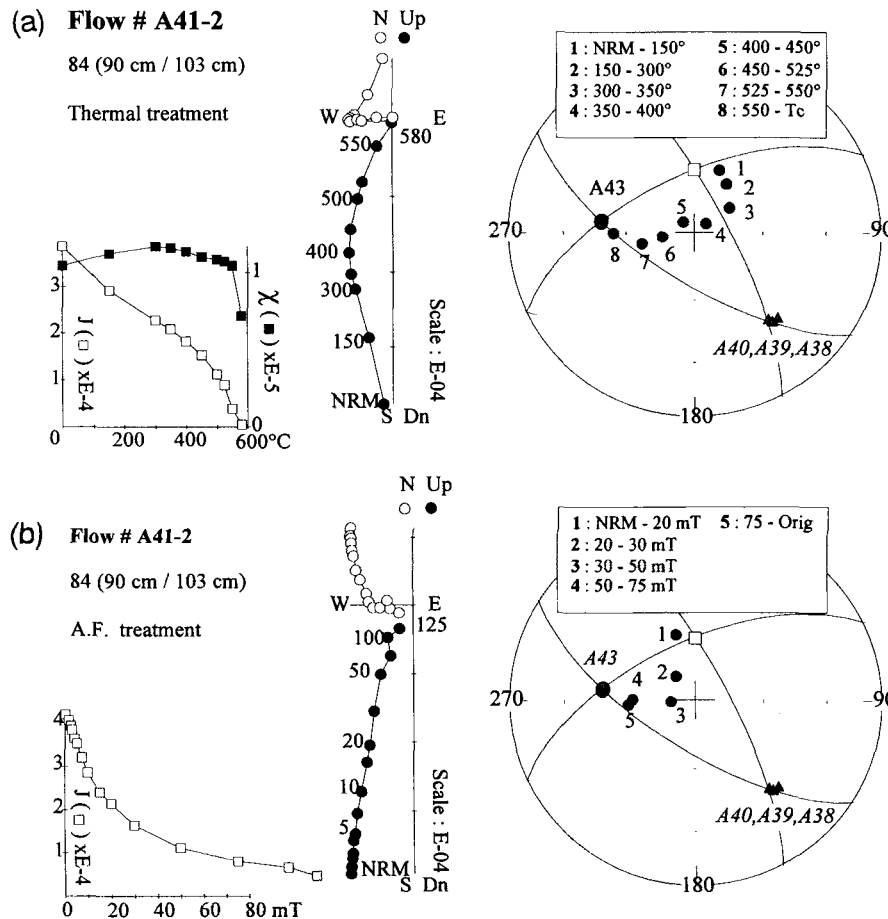 (a) Flow # A41-2
84 (90 cm / 103 cm)
Thermal treatment
N Up
W E
550 580
500
400
300
150
NRM
S Dn
Scale : E-04
3
2
1
J ( □ ) xE-4
χ ( ■ ) xE-5
1
0
200 400 600°C
1 : NRM - 150° 5 : 400 - 450°
2 : 150 - 300° 6 : 450 - 525°
3 : 300 - 350° 7 : 525 - 550°
4 : 350 - 400° 8 : 550 - Tc
A43
1
2
3
4
5
6
7
8
270
90
180
A40,A39,A38
(b) Flow # A41-2
84 (90 cm / 103 cm)
A.F. treatment
N Up
W E
100 125
50
20
10
5
NRM
S Dn
Scale : E-04
4
3
2
1
J ( □ ) xE-4
0 20 40 60 80 mT
1 : NRM - 20 mT 5 : 75 - Orig
2 : 20 - 30 mT
3 : 30 - 50 mT
4 : 50 - 75 mT
A43
1
2
3
4
5
270
90
180
A40,A39,A38